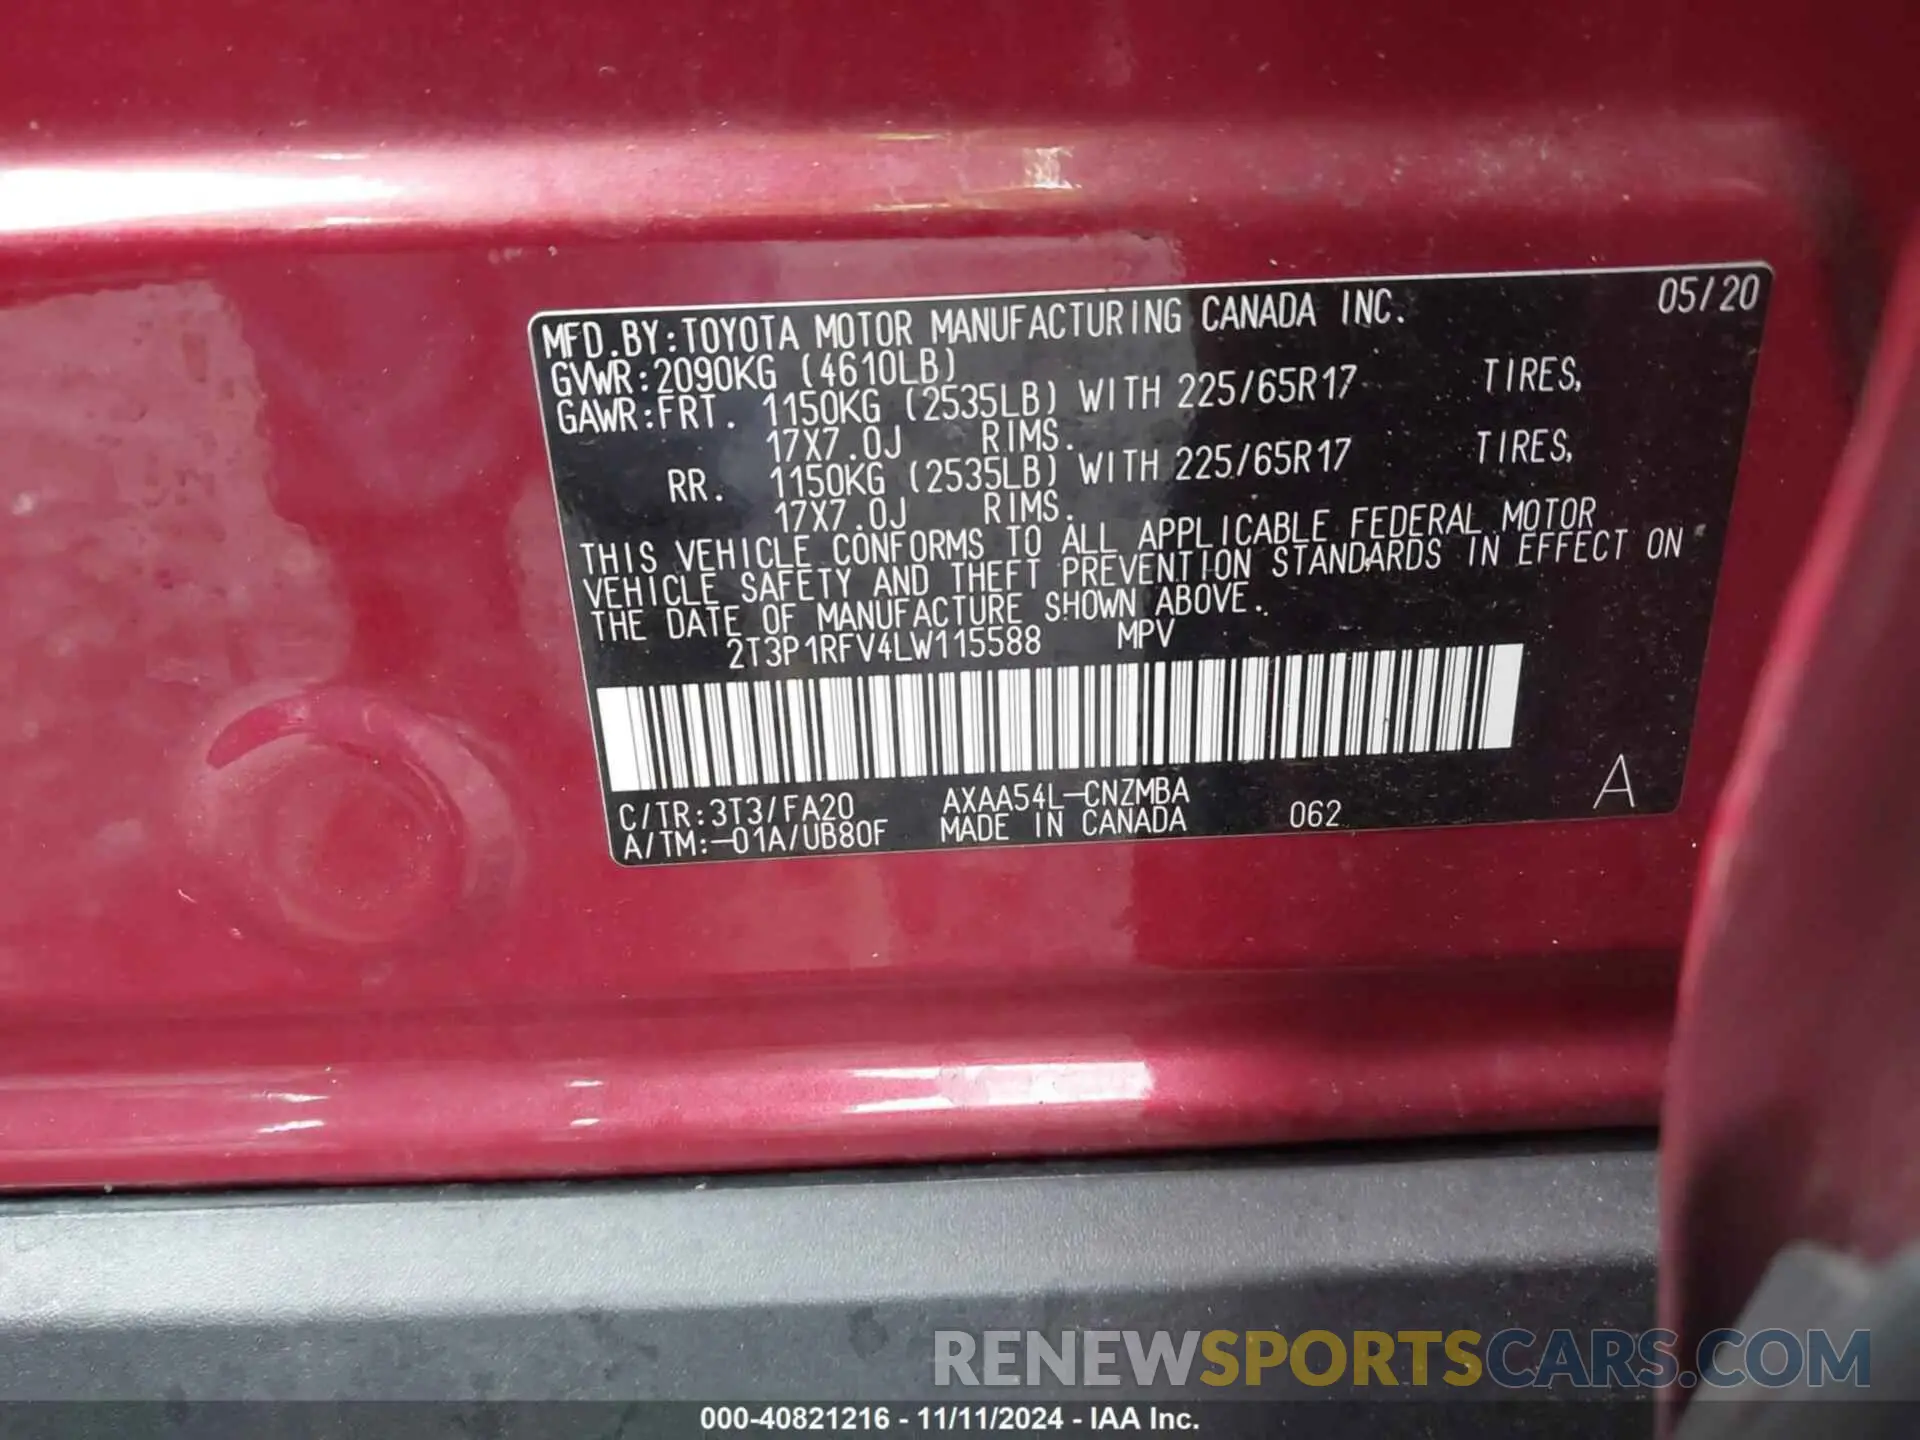 MFD.BY:TOYOTA MOTOR MANUFACTURING CANADA INC. 05/20
GVWR:2090KG (4610LB)
GAWR:FRT. 1150KG (2535LB) WITH 225/65R17 TIRES,
17X7.0J RIMS.
RR. 1150KG (2535LB) WITH 225/65R17 TIRES,
17X7.0J RIMS.
THIS VEHICLE CONFORMS TO ALL APPLICABLE FEDERAL MOTOR
VEHICLE SAFETY AND THEFT PREVENTION STANDARDS IN EFFECT ON
THE DATE OF MANUFACTURE SHOWN ABOVE.
2T3P1RFV4LW115588 MPV
C/TR:3T3/FA20 AXAA54L-CNZMBA
A/TM:-01A/UB80F MADE IN CANADA 062 A
RENEWSPORTSCARS.COM
000-40821216 - 11/11/2024 - IAA Inc.